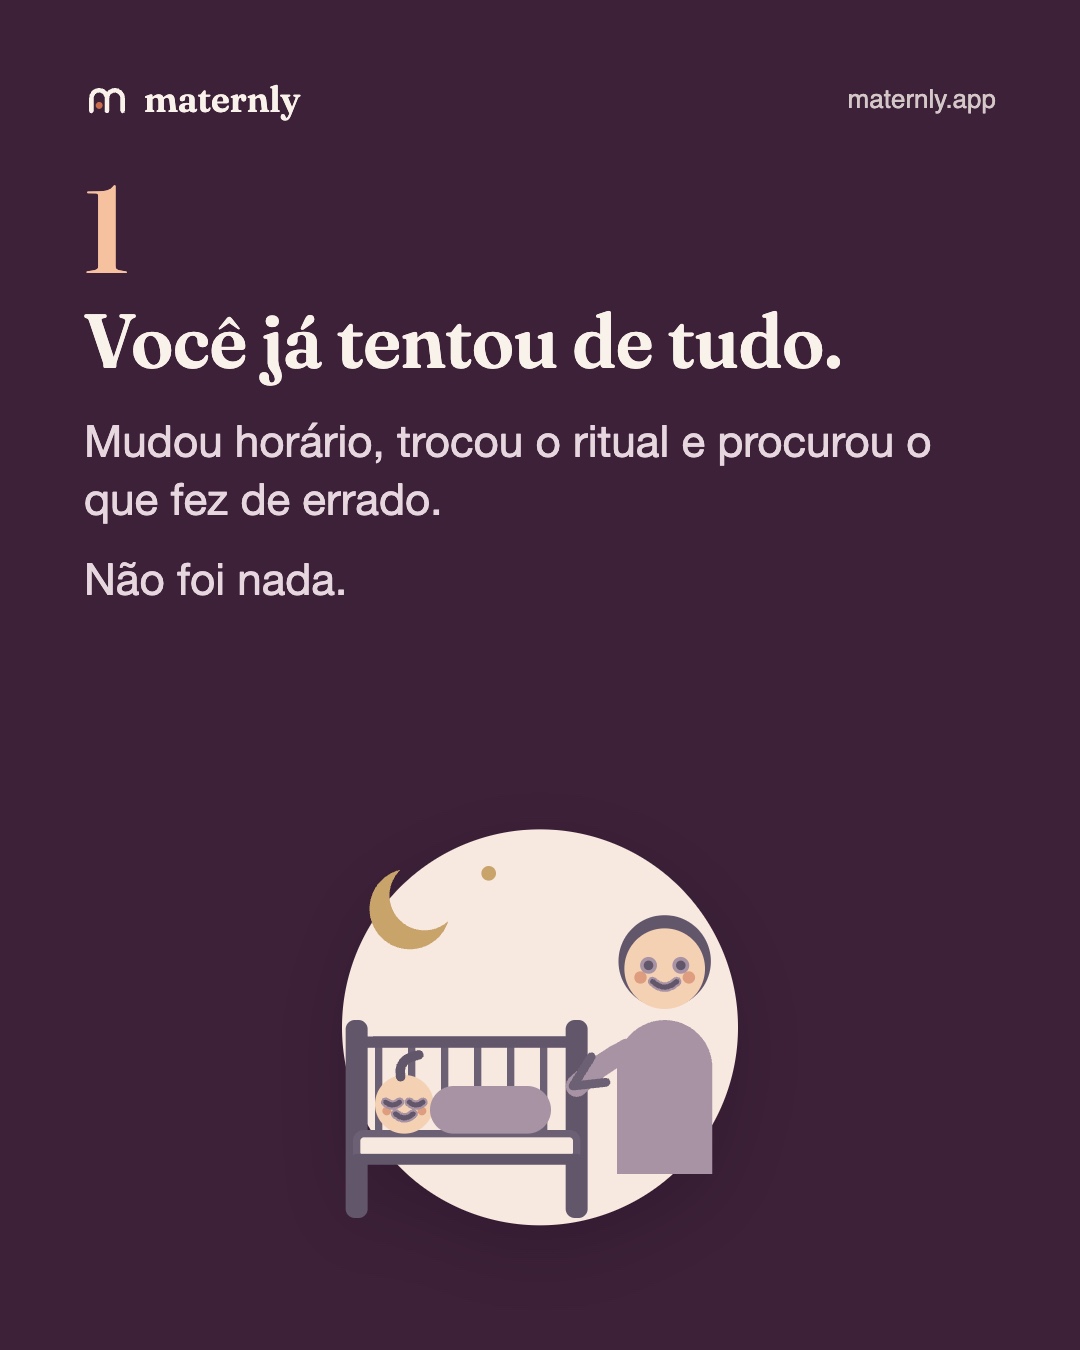 maternly
maternly.app
1
Você já tentou de tudo.
Mudou horário, trocou o ritual e procurou o
que fez de errado.
Não foi nada.